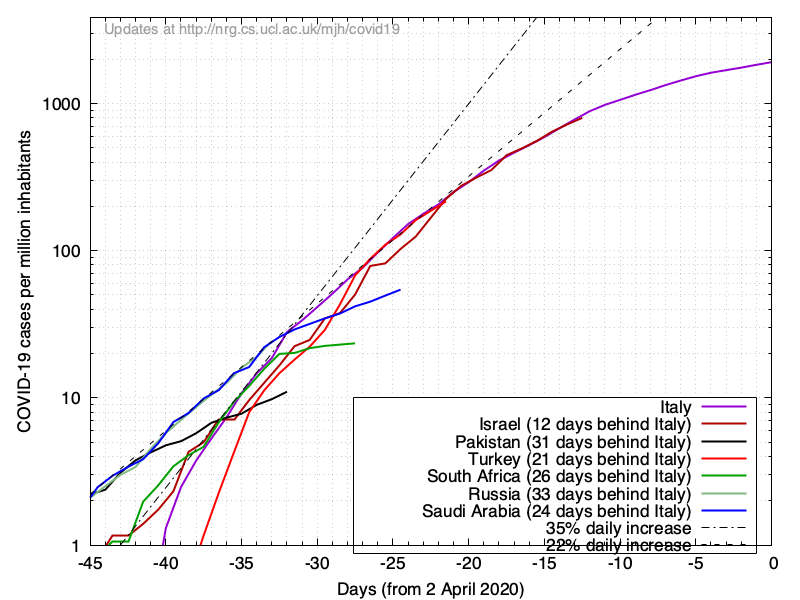 Updates at http://nrg.cs.ucl.ac.uk/mjh/covid19
COVID-19 cases per million inhabitants
1000
100
10
1
Italy
Israel (12 days behind Italy)
Pakistan (31 days behind Italy)
Turkey (21 days behind Italy)
South Africa (26 days behind Italy)
Russia (33 days behind Italy)
Saudi Arabia (24 days behind Italy)
35% daily increase
22% daily increase
-45 -40 -35 -30 -25 -20 -15 -10 -5 0
Days (from 2 April 2020)